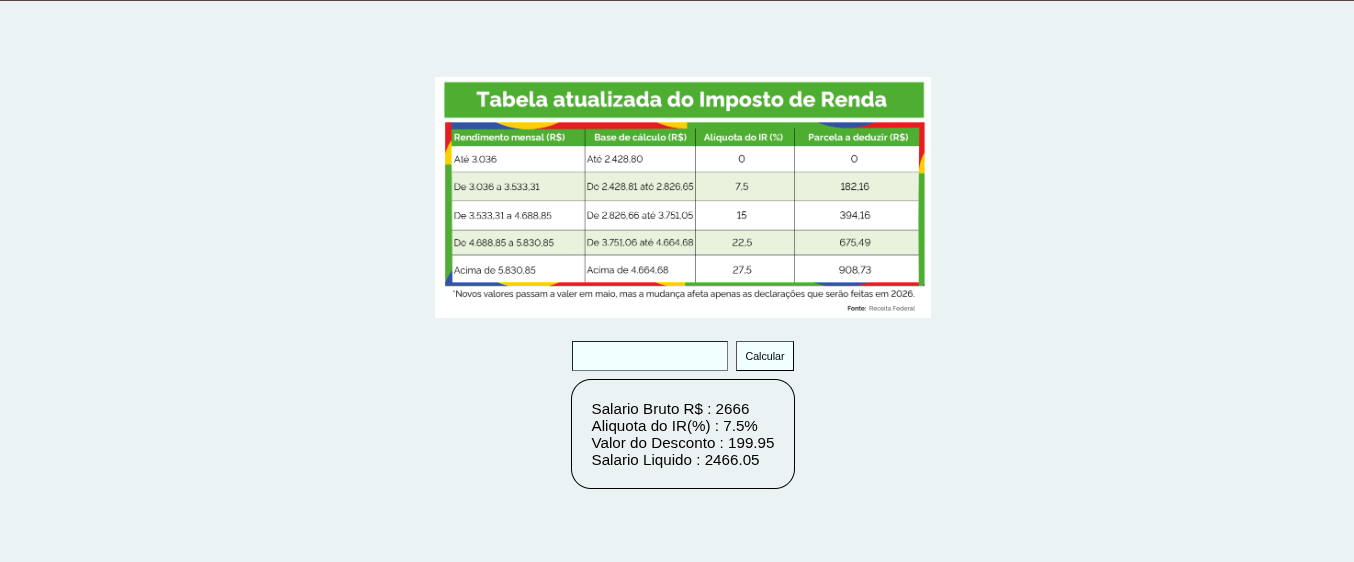 Tabela atualizada do Imposto de Renda
Rendimento mensal (R$) Base de cálculo (R$) Alíquota do IR (%) Parcela a deduzir (R$)
Até 3.036 Até 2.428,80 0 0
De 3.036 a 3.533,31 De 2.428,81 até 2.826,65 7,5 182,16
De 3.533,31 a 4.688,85 De 2.826,66 até 3.751,05 15 394,16
De 4.688,85 a 5.830,85 De 3.751,06 até 4.664,68 22,5 675,49
Acima de 5.830,85 Acima de 4.664,68 27,5 908,73
*Novos valores passam a valer em maio, mas a mudança afeta apenas as declarações que serão feitas em 2026.
Fonte: Receita Federal
Calcular
Salario Bruto R$ : 2666
Aliquota do IR(%) : 7.5%
Valor do Desconto : 199.95
Salario Liquido : 2466.05